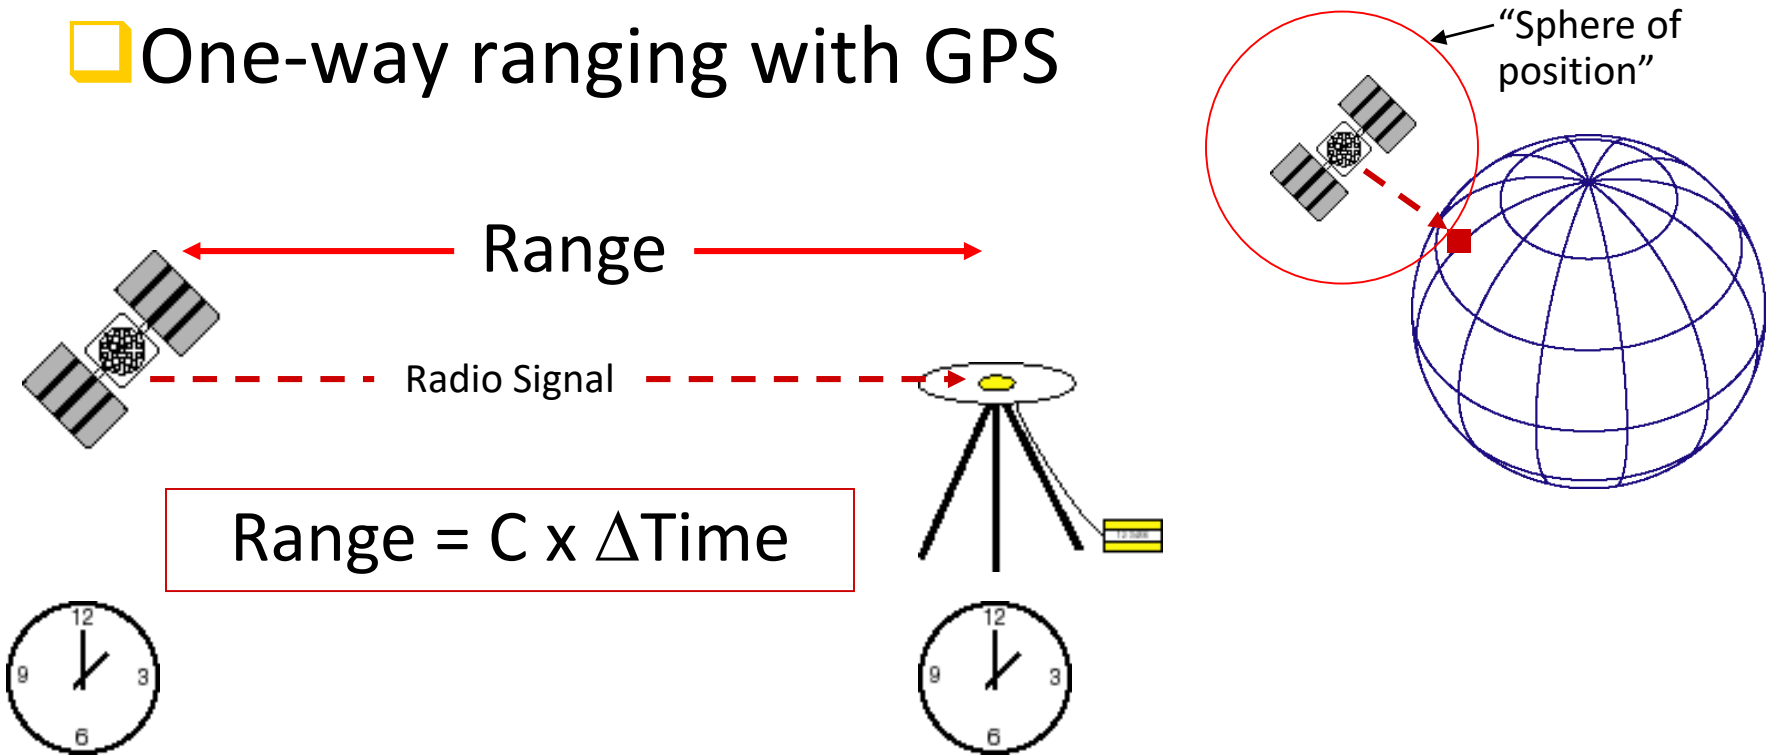 One-way ranging with GPS
“Sphere of
position”
Range
Radio Signal
Range = C x ΔTime
12
9
3
6
12
9
3
6